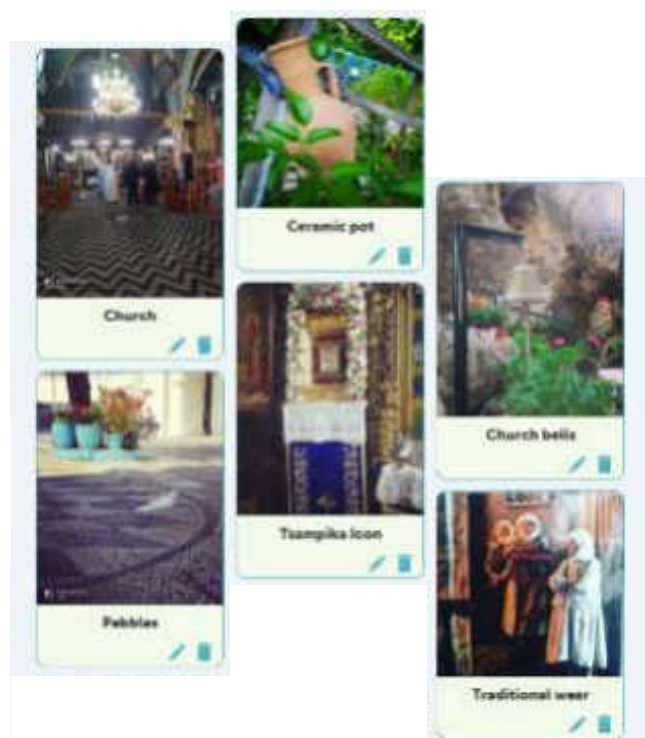 Church
Pebbles
Ceramic pot
Tsampika Icon
Church bells
Traditional wear